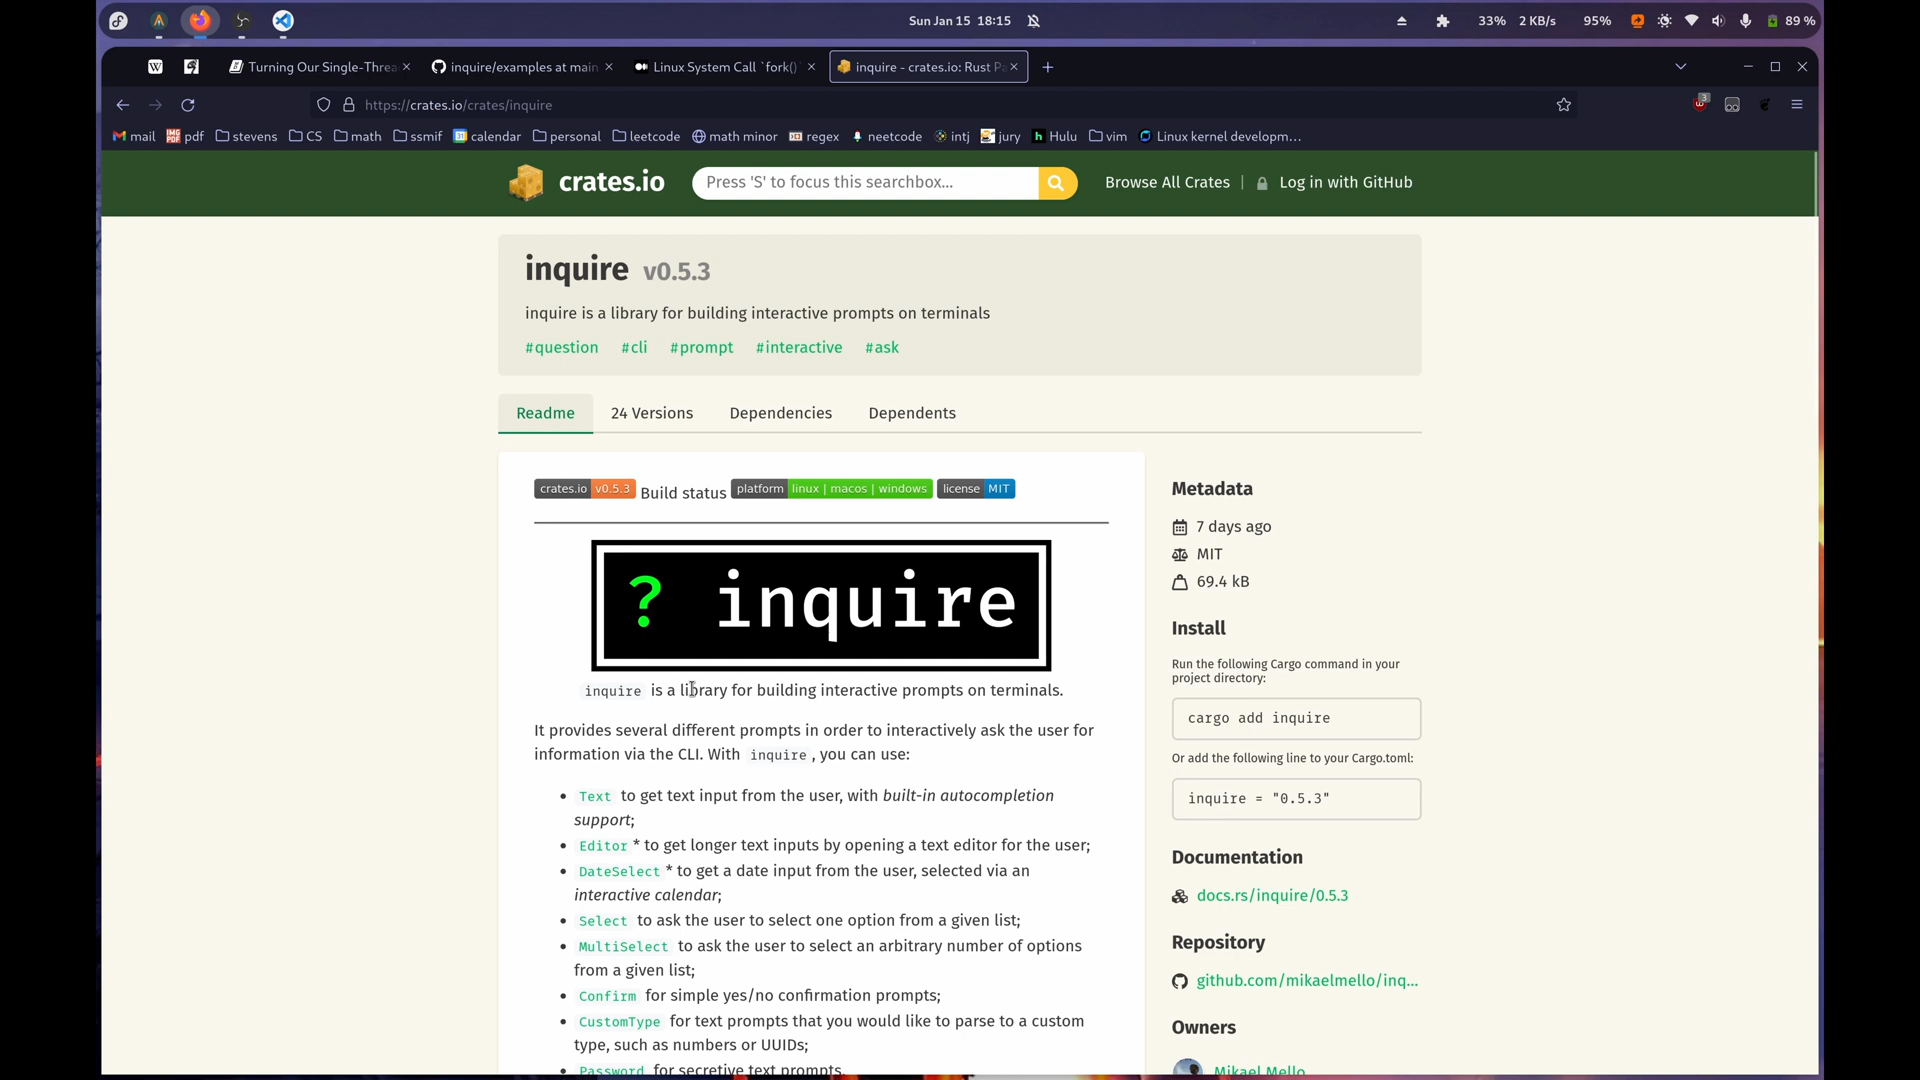 Sun Jan 15 18:15
33% 2 KB/s 95% 89 %
W Turning Our Single-Threa inquire/examples at main Linux System Call `fork()` inquire - crates.io: Rust Pa
https://crates.io/crates/inquire
3
mail pdf stevens CS math ssmif calendar personal leetcode math minor regex neetcode intj jury Hulu vim Linux kernel developm…
crates.io Press 'S' to focus this searchbox... Browse All Crates | Log in with GitHub
inquire v0.5.3
inquire is a library for building interactive prompts on terminals
#question #cli #prompt #interactive #ask
Readme 24 Versions Dependencies Dependents
crates.io v0.5.3 Build status platform linux | macos | windows license MIT
? inquire
inquire is a library for building interactive prompts on terminals.
It provides several different prompts in order to interactively ask the user for
information via the CLI. With inquire , you can use:
• Text to get text input from the user, with built-in autocompletion
support;
• Editor * to get longer text inputs by opening a text editor for the user;
• DateSelect * to get a date input from the user, selected via an
interactive calendar;
• Select to ask the user to select one option from a given list;
• MultiSelect to ask the user to select an arbitrary number of options
from a given list;
• Confirm for simple yes/no confirmation prompts;
• CustomType for text prompts that you would like to parse to a custom
type, such as numbers or UUIDs;
• Password for secretive text prompts.
Metadata
7 days ago
MIT
69.4 kB
Install
Run the following Cargo command in your
project directory:
cargo add inquire
Or add the following line to your Cargo.toml:
inquire = "0.5.3"
Documentation
docs.rs/inquire/0.5.3
Repository
github.com/mikaelmello/inq...
Owners
Mikael Mello